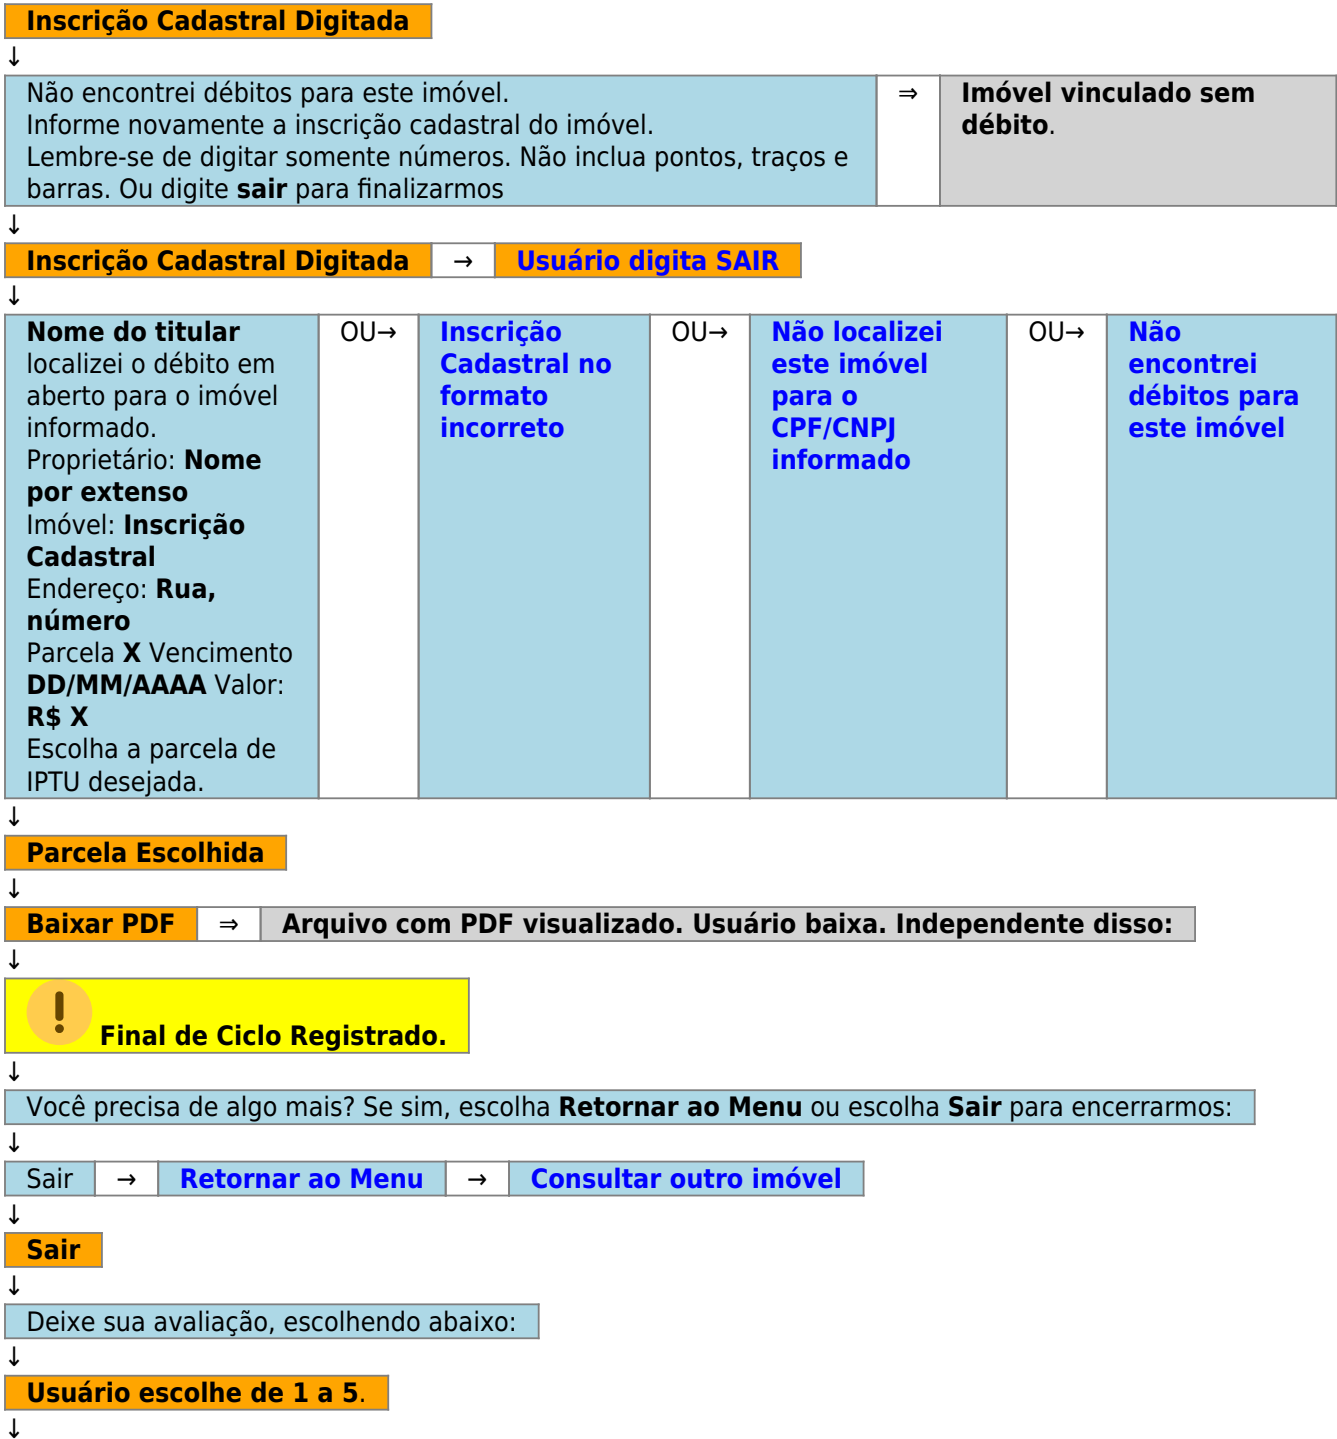 Inscrição Cadastral Digitada
↓
Não encontrei débitos para este imóvel.
Informe novamente a inscrição cadastral do imóvel.
Lembre-se de digitar somente números. Não inclua pontos, traços e
barras. Ou digite sair para finalizarmos
⇒
Imóvel vinculado sem
débito.
↓
Inscrição Cadastral Digitada → Usuário digita SAIR
↓
Nome do titular
localizei o débito em
aberto para o imóvel
informado.
Proprietário: Nome
por extenso
Imóvel: Inscrição
Cadastral
Endereço: Rua,
número
Parcela X Vencimento
DD/MM/AAAA Valor:
R$ X
Escolha a parcela de
IPTU desejada.
OU→
Inscrição
Cadastral no
formato
incorreto
OU→
Não localizei
este imóvel
para o
CPF/CNPJ
informado
OU→
Não
encontrei
débitos para
este imóvel
↓
Parcela Escolhida
↓
Baixar PDF ⇒ Arquivo com PDF visualizado. Usuário baixa. Independente disso:
↓
! Final de Ciclo Registrado.
↓
Você precisa de algo mais? Se sim, escolha Retornar ao Menu ou escolha Sair para encerrarmos:
↓
Sair → Retornar ao Menu → Consultar outro imóvel
↓
Sair
↓
Deixe sua avaliação, escolhendo abaixo:
↓
Usuário escolhe de 1 a 5.
↓